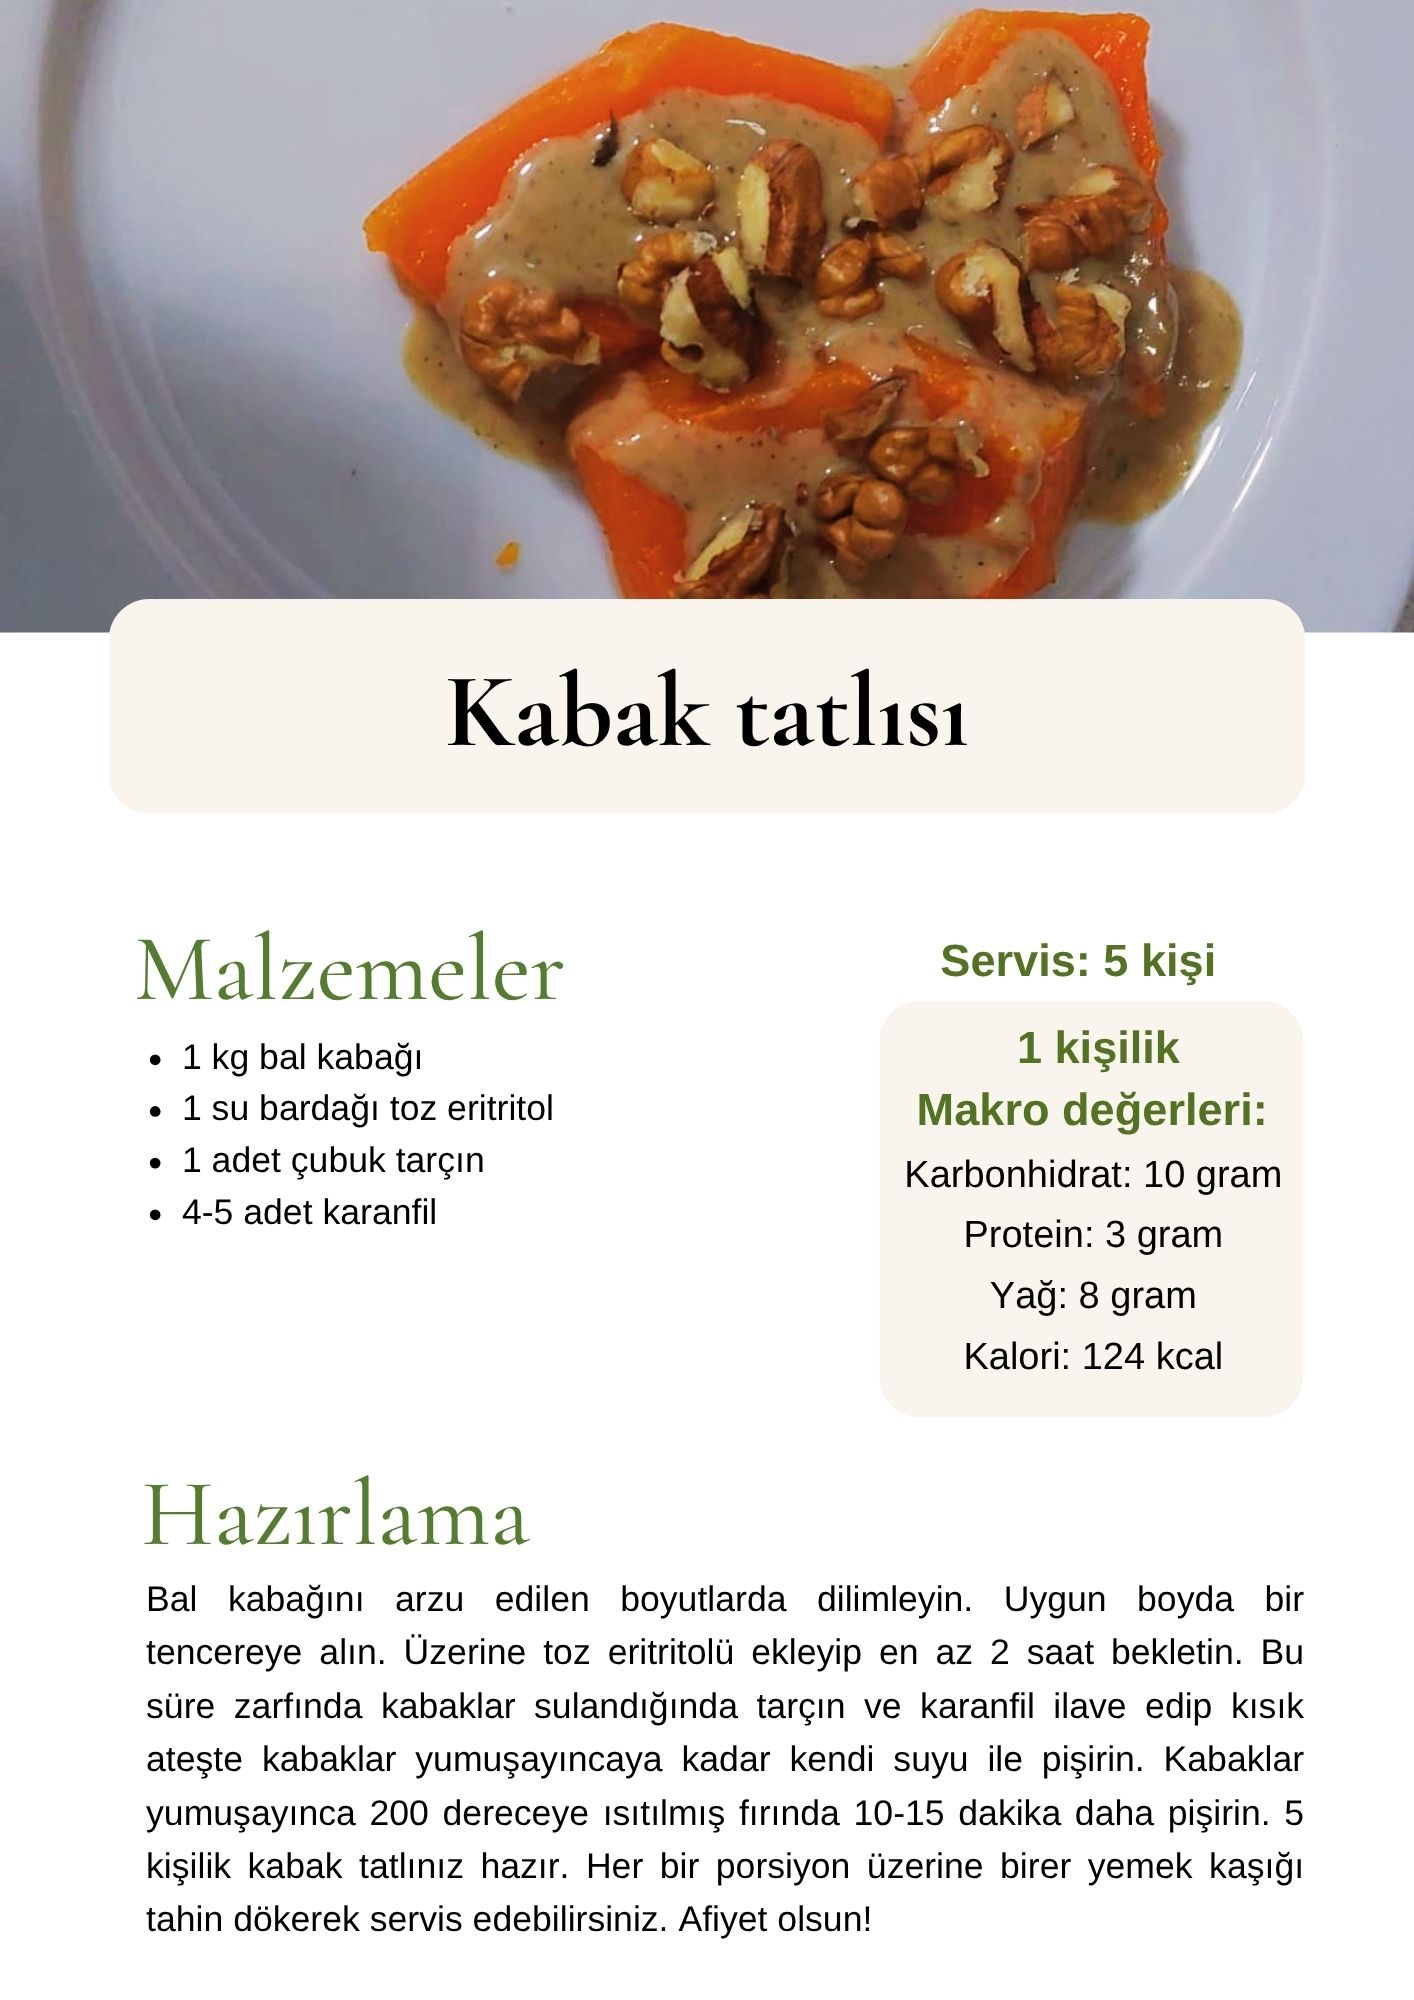 Kabak tatlısı
Malzemeler
• 1 kg bal kabağı
• 1 su bardağı toz eritritol
• 1 adet çubuk tarçın
• 4-5 adet karanfil
Servis: 5 kişi
1 kişilik
Makro değerleri:
Karbonhidrat: 10 gram
Protein: 3 gram
Yağ: 8 gram
Kalori: 124 kcal
Hazırlama
Bal kabağını arzu edilen boyutlarda dilimleyin. Uygun boyda bir
tencereye alın. Üzerine toz eritritolü ekleyip en az 2 saat bekletin. Bu
süre zarfında kabaklar sulandığında tarçın ve karanfil ilave edip kısık
ateşte kabaklar yumuşayıncaya kadar kendi suyu ile pişirin. Kabaklar
yumuşayınca 200 dereceye ısıtılmış fırında 10-15 dakika daha pişirin. 5
kişilik kabak tatlınız hazır. Her bir porsiyon üzerine birer yemek kaşığı
tahin dökerek servis edebilirsiniz. Afiyet olsun!